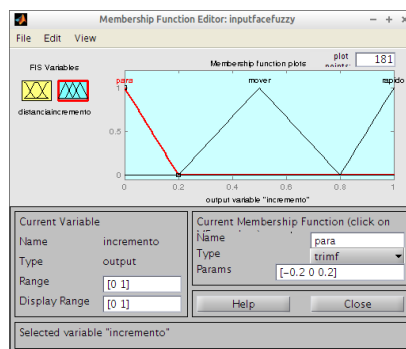 Membership Function Editor: inputfacefuzzy
File Edit View
FIS Variables
distanciaincremento
Membership function plots
plot points:
181
para
mover
rapido
1
0.5
0
0 0.2 0.4 0.6 0.8 1
output variable "incremento"
Current Variable
Name incremento
Type output
Range [0 1]
Display Range [0 1]
Current Membership Function (click on
Name para
Type trimf
Params [-0.2 0 0.2]
Help
Close
Selected variable "incremento"